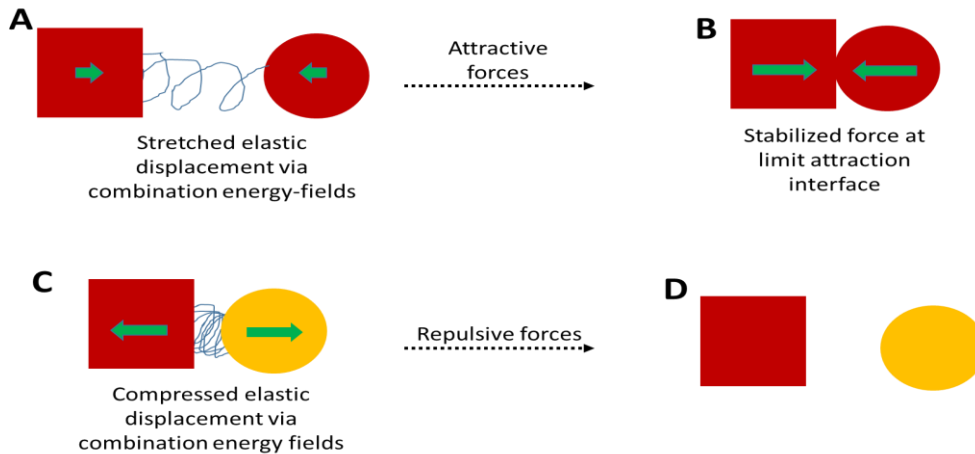 A
Attractive
forces
B
Stretched elastic
displacement via
combination energy-fields
Stabilized force at
limit attraction
interface
C
Repulsive forces
D
Compressed elastic
displacement via
combination energy fields